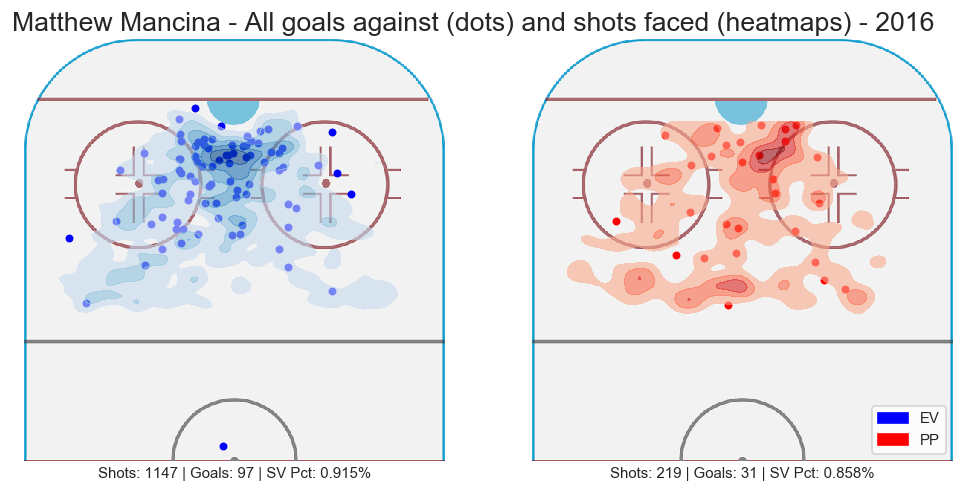 Matthew Mancina - All goals against (dots) and shots faced (heatmaps) - 2016
EV
PP
Shots: 1147 | Goals: 97 | SV Pct: 0.915%
Shots: 219 | Goals: 31 | SV Pct: 0.858%